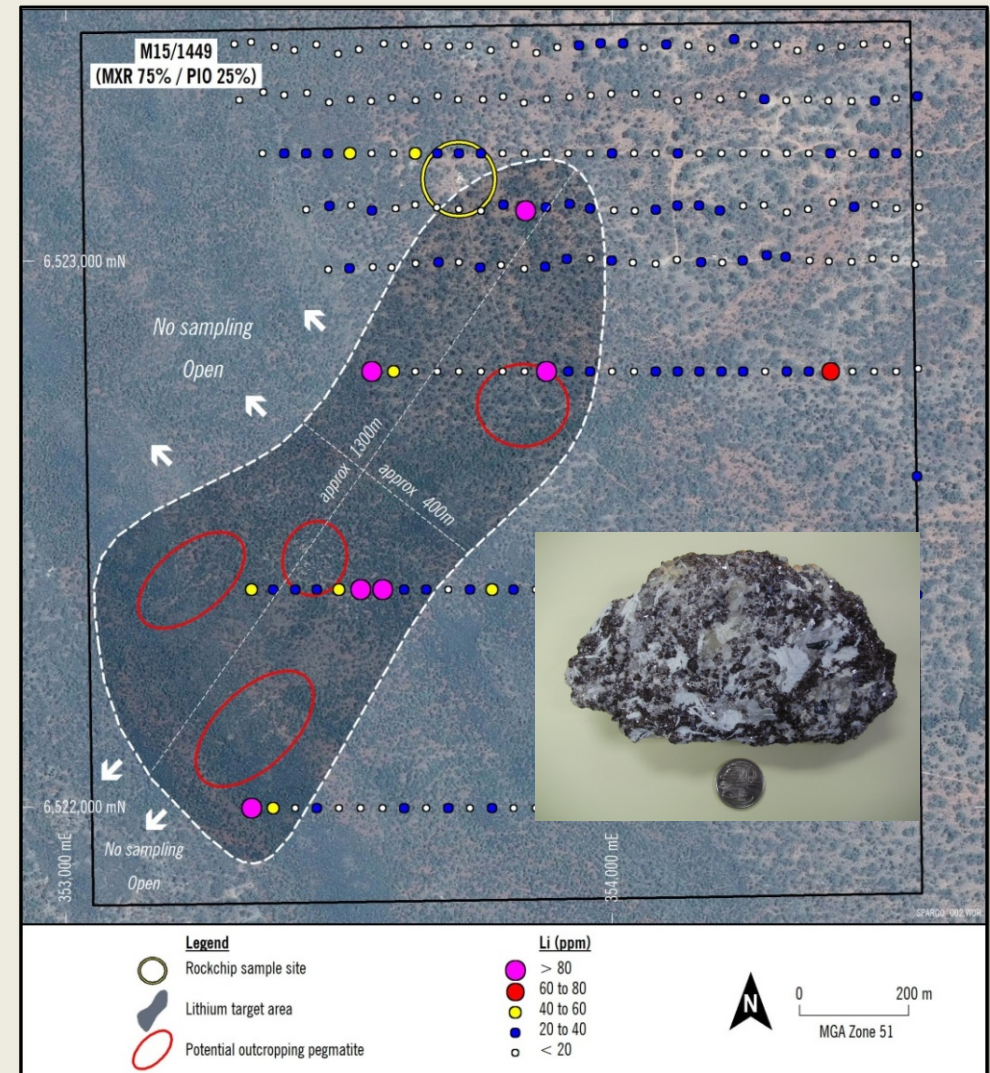 M15/1449
(MXR 75% / PIO 25%)
6,523,000 mN
No sampling
Open
approx 1300m
approx 400m
6,522,000 mN
No sampling
Open
353,000 mE
354,000 mE
SPARGO_002.WOR
Legend
Rockchip sample site
Lithium target area
Potential outcropping pegmatite
Li (ppm)
> 80
60 to 80
40 to 60
20 to 40
< 20
N
0
200 m
MGA Zone 51